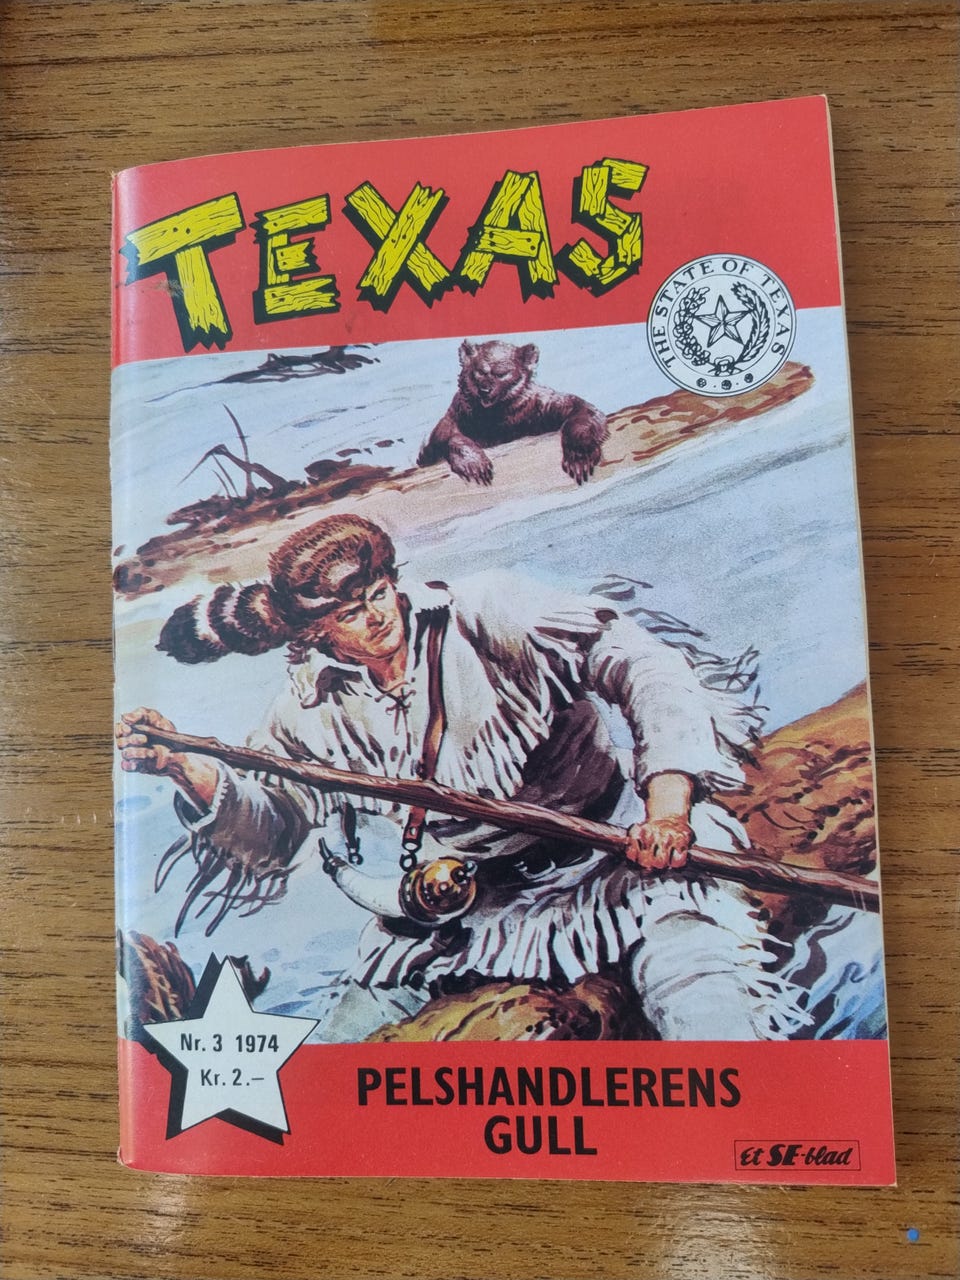 TEXAS
THE STATE OF TEXAS
Nr. 3 1974
Kr. 2.—
PELSHANDLERENS
GULL
Et SE-blad